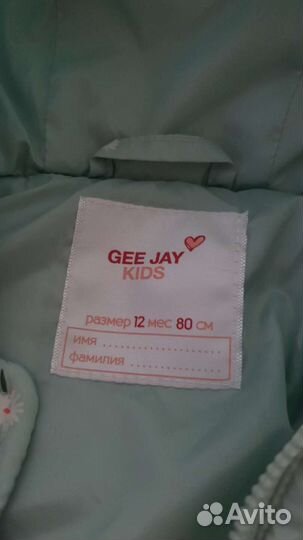 GEE JAY
KIDS
размер 12 мес 80 см
имя
фамилия
Avito